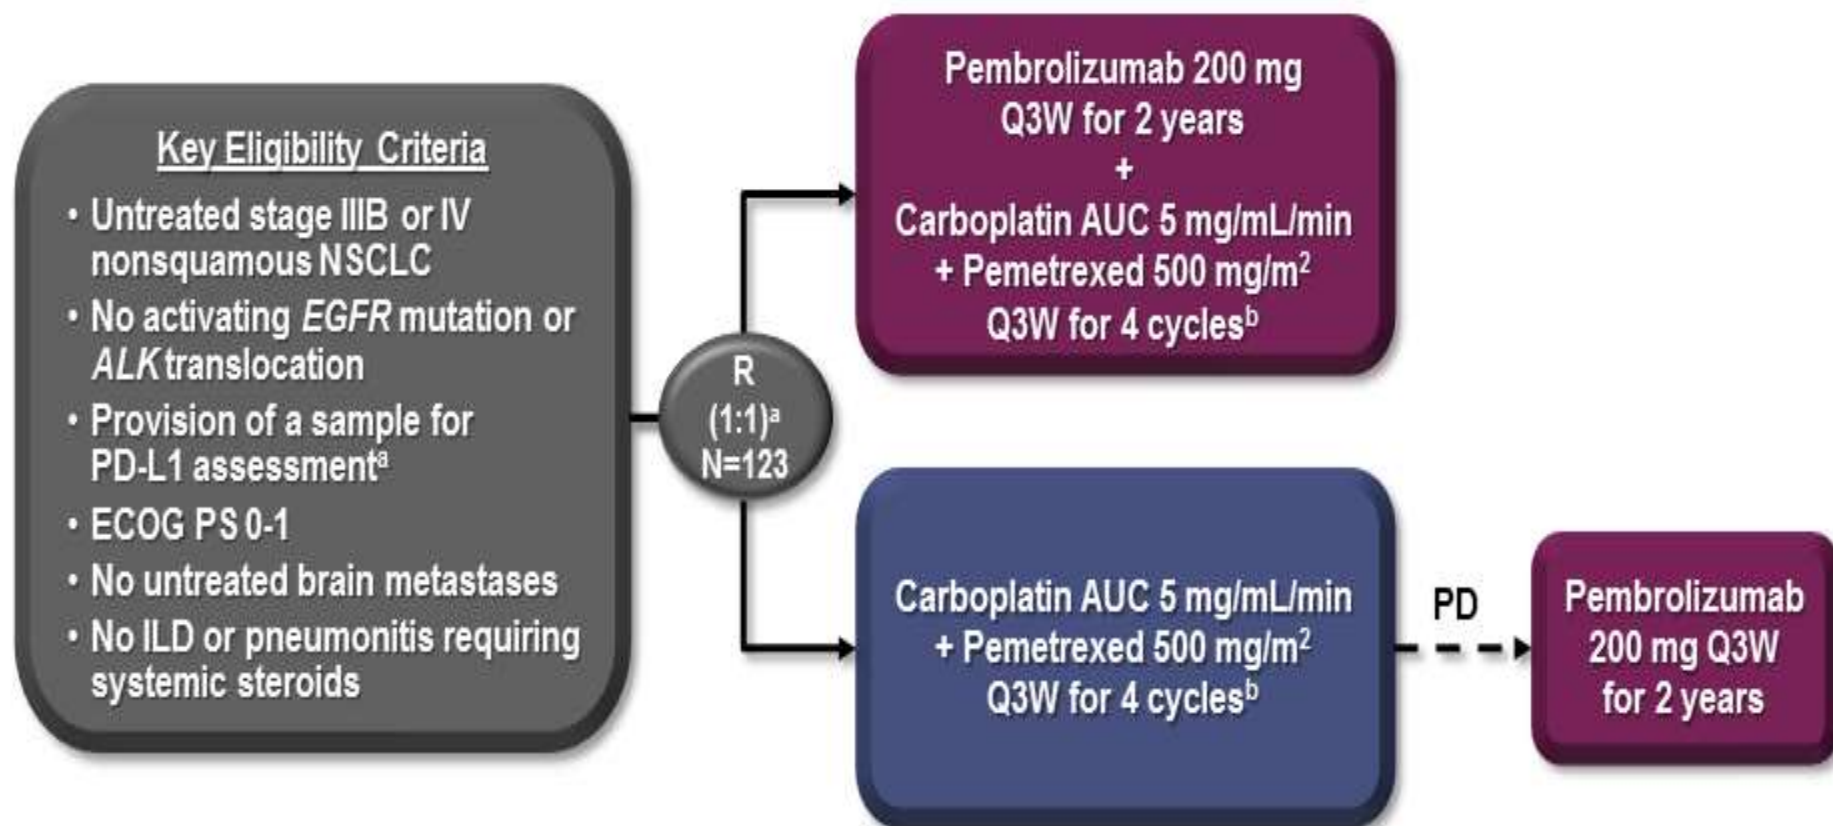 Key Eligibility Criteria
• Untreated stage IIIB or IV
nonsquamous NSCLC
• No activating EGFR mutation or
ALK translocation
• Provision of a sample for
PD-L1 assessmentᵃ
• ECOG PS 0-1
• No untreated brain metastases
• No ILD or pneumonitis requiring
systemic steroids
R
(1:1)ᵃ
N=123
Pembrolizumab 200 mg
Q3W for 2 years
+
Carboplatin AUC 5 mg/mL/min
+ Pemetrexed 500 mg/m²
Q3W for 4 cyclesᵇ
Carboplatin AUC 5 mg/mL/min
+ Pemetrexed 500 mg/m²
Q3W for 4 cyclesᵇ
PD
Pembrolizumab
200 mg Q3W
for 2 years